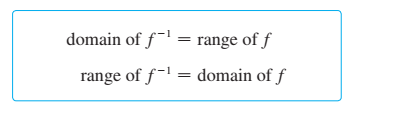 domain of f⁻¹ = range of f
range of f⁻¹ = domain of f